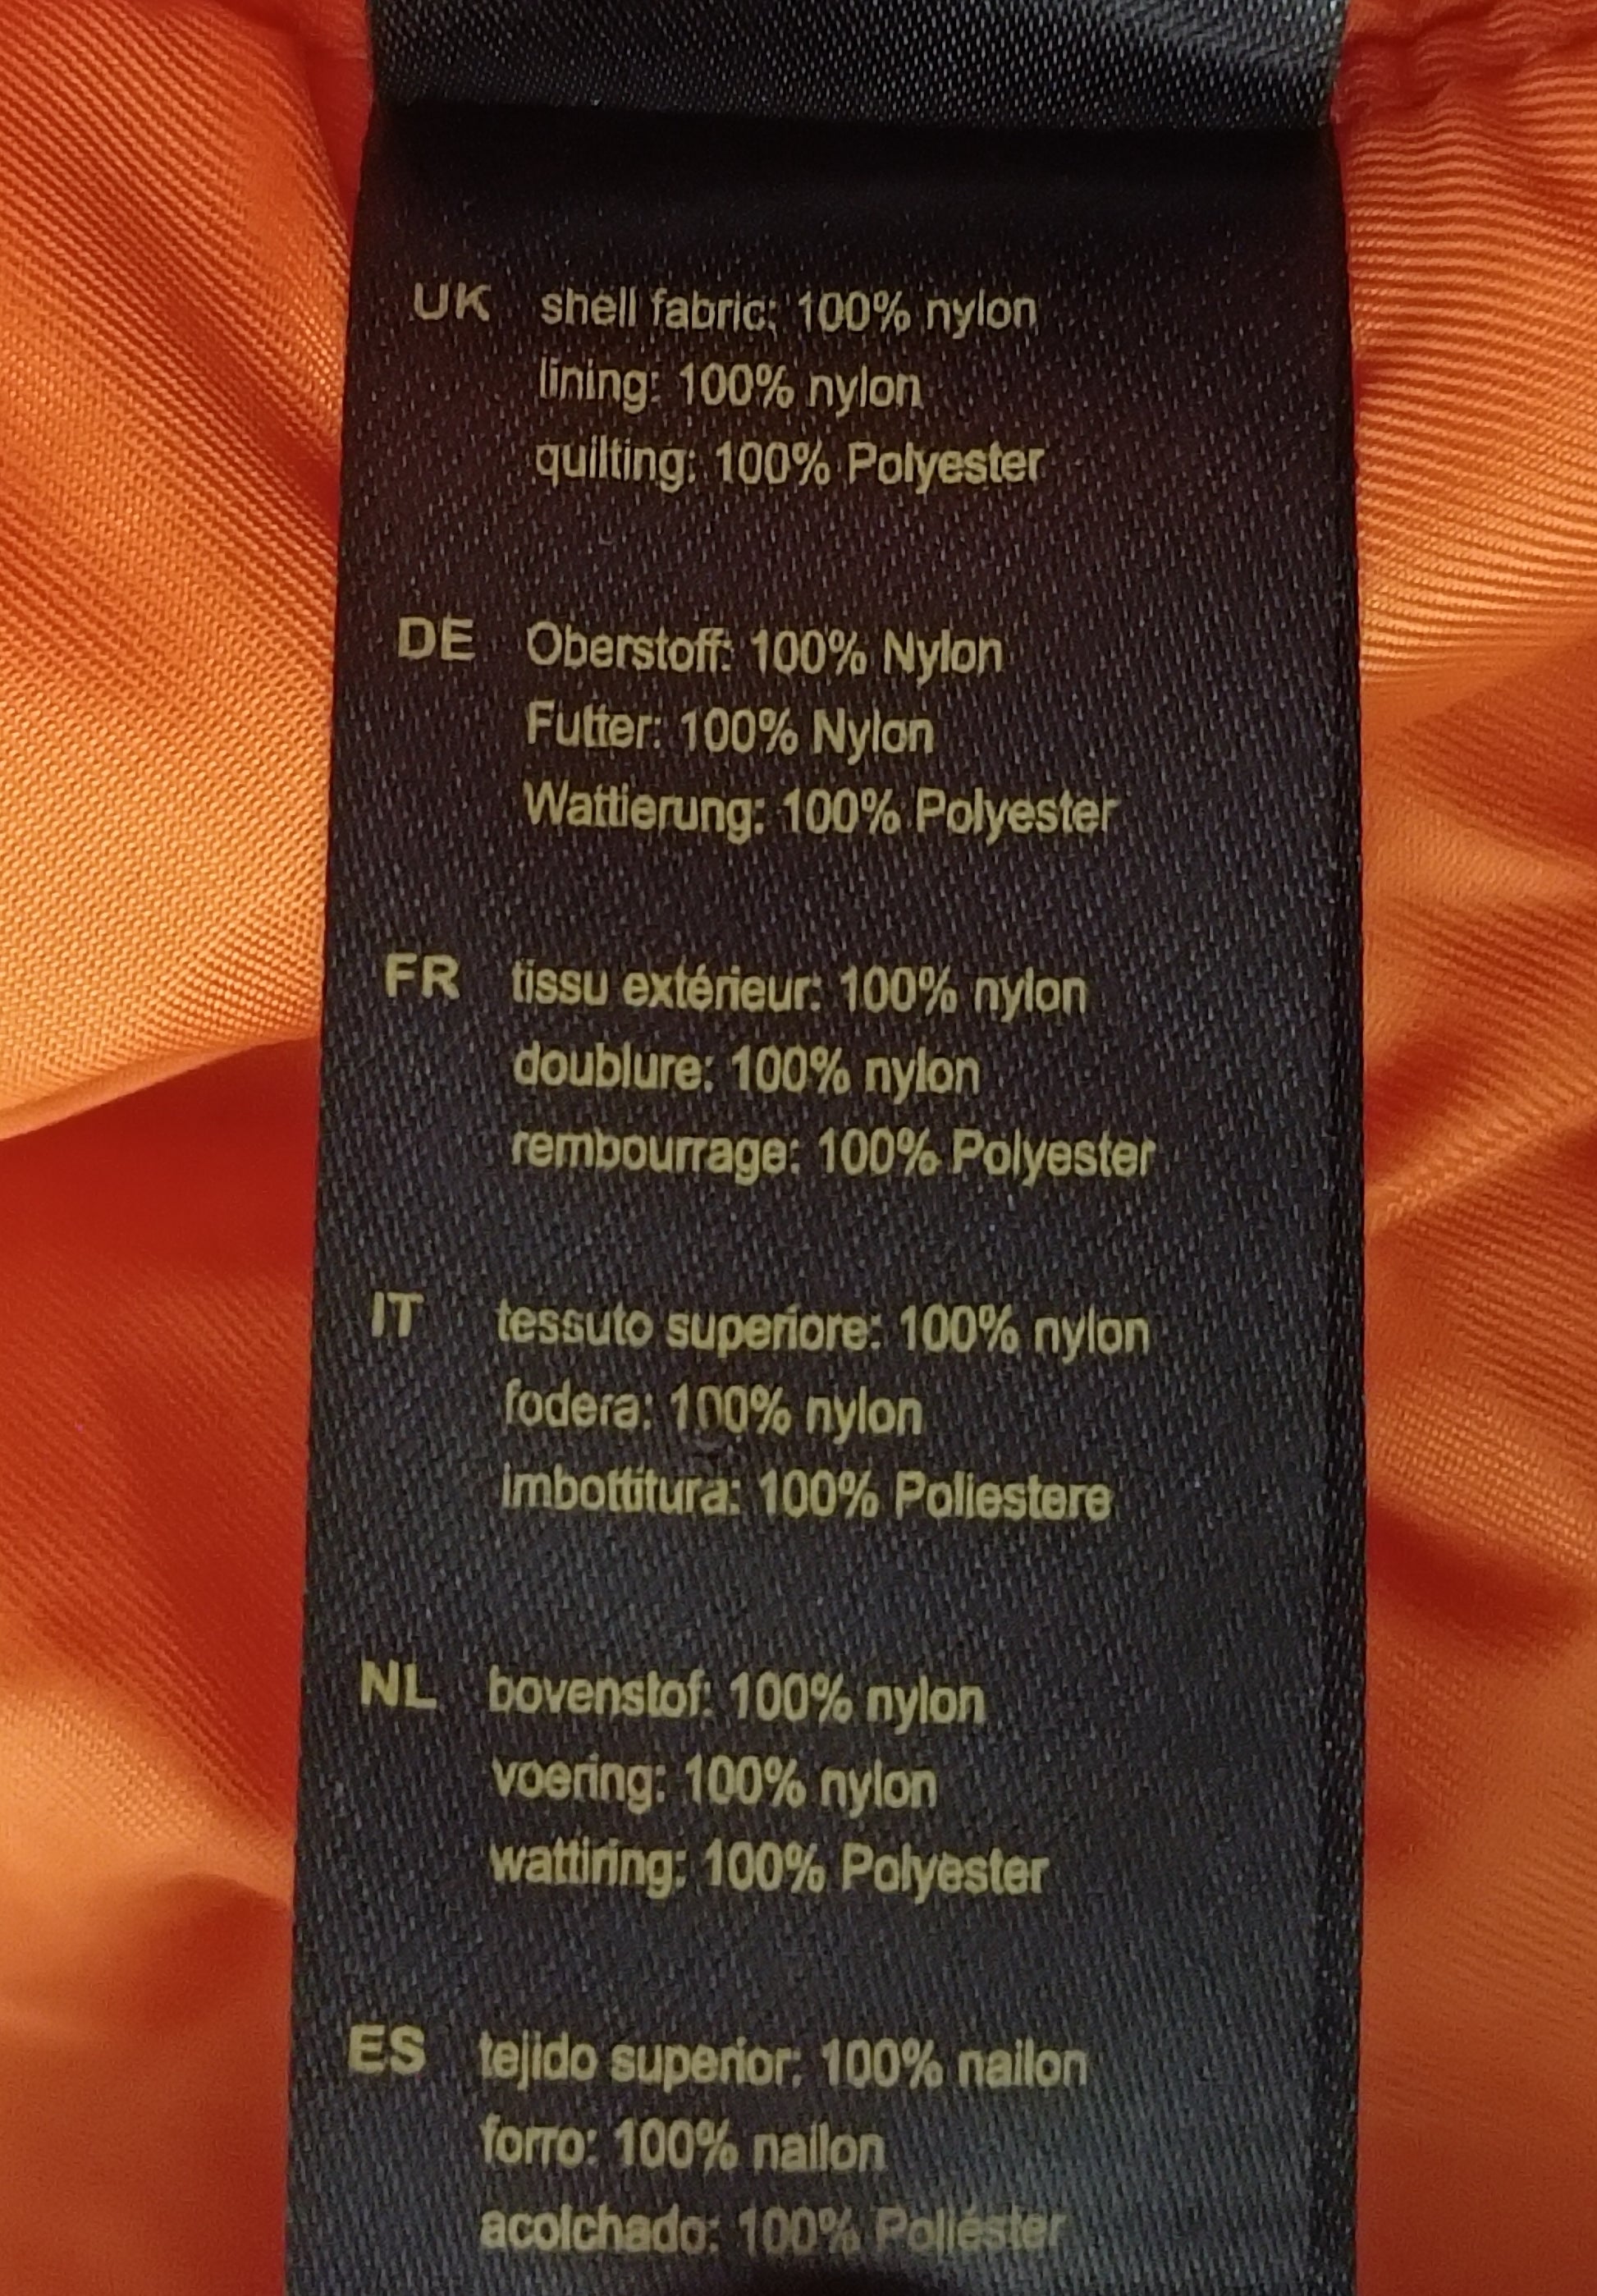 UK shell fabric: 100% nylon
lining: 100% nylon
quilting: 100% Polyester
DE Oberstoff: 100% Nylon
Futter: 100% Nylon
Wattierung: 100% Polyester
FR tissu extérieur: 100% nylon
doublure: 100% nylon
rembourrage: 100% Polyester
IT tessuto superiore: 100% nylon
fodera: 100% nylon
imbottitura: 100% Poliestere
NL bovenstof: 100% nylon
voering: 100% nylon
wattiring: 100% Polyester
ES tejido superior: 100% nailon
forro: 100% nailon
acolchado: 100% Poliéster